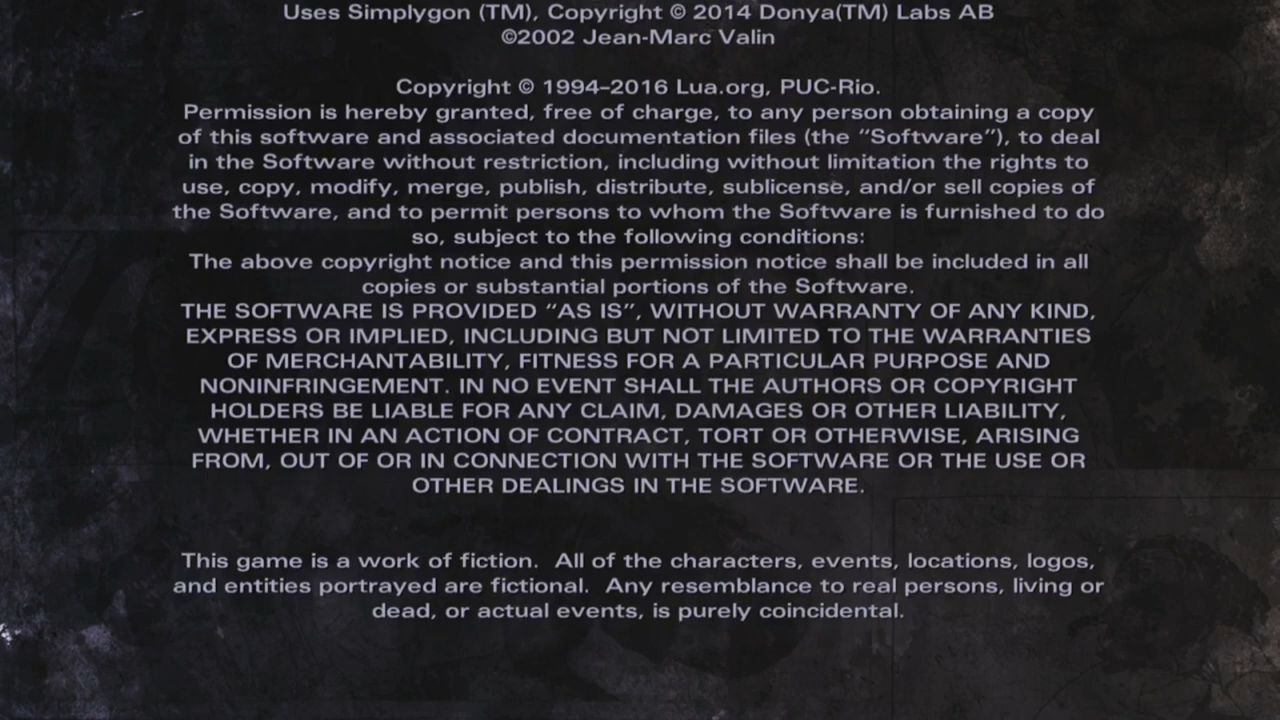 Uses Simplygon (TM), Copyright © 2014 Donya(TM) Labs AB
©2002 Jean-Marc Valin
Copyright © 1994–2016 Lua.org, PUC-Rio.
Permission is hereby granted, free of charge, to any person obtaining a copy
of this software and associated documentation files (the “Software”), to deal
in the Software without restriction, including without limitation the rights to
use, copy, modify, merge, publish, distribute, sublicense, and/or sell copies of
the Software, and to permit persons to whom the Software is furnished to do
so, subject to the following conditions:
The above copyright notice and this permission notice shall be included in all
copies or substantial portions of the Software.
THE SOFTWARE IS PROVIDED “AS IS”, WITHOUT WARRANTY OF ANY KIND,
EXPRESS OR IMPLIED, INCLUDING BUT NOT LIMITED TO THE WARRANTIES
OF MERCHANTABILITY, FITNESS FOR A PARTICULAR PURPOSE AND
NONINFRINGEMENT. IN NO EVENT SHALL THE AUTHORS OR COPYRIGHT
HOLDERS BE LIABLE FOR ANY CLAIM, DAMAGES OR OTHER LIABILITY,
WHETHER IN AN ACTION OF CONTRACT, TORT OR OTHERWISE, ARISING
FROM, OUT OF OR IN CONNECTION WITH THE SOFTWARE OR THE USE OR
OTHER DEALINGS IN THE SOFTWARE.
This game is a work of fiction.  All of the characters, events, locations, logos,
and entities portrayed are fictional.  Any resemblance to real persons, living or
dead, or actual events, is purely coincidental.